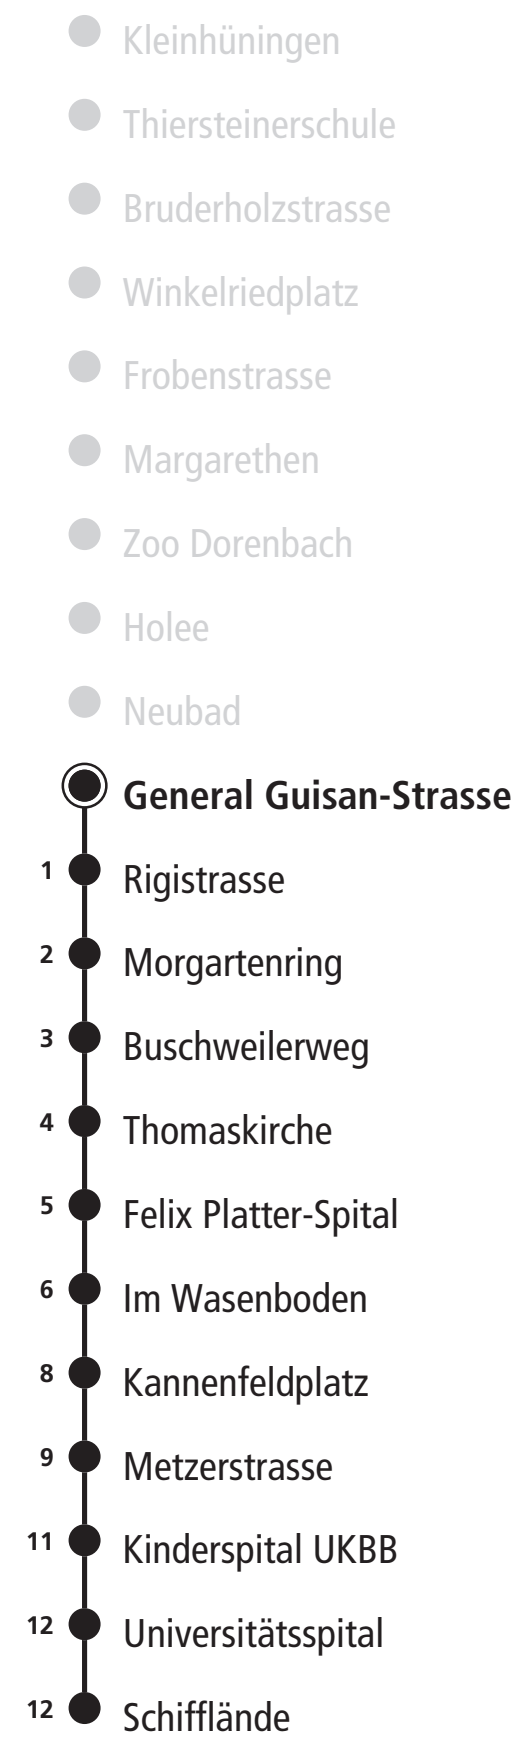 Kleinhüningen
Thiersteinerschule
Bruderholzstrasse
Winkelriedplatz
Frobenstrasse
Margarethen
Zoo Dorenbach
Holee
Neubad
General Guisan-Strasse
1 Rigistrasse
2 Morgartenring
3 Buschweilerweg
4 Thomaskirche
5 Felix Platter-Spital
6 Im Wasenboden
8 Kannenfeldplatz
9 Metzerstrasse
11 Kinderspital UKBB
12 Universitätsspital
12 Schifflände